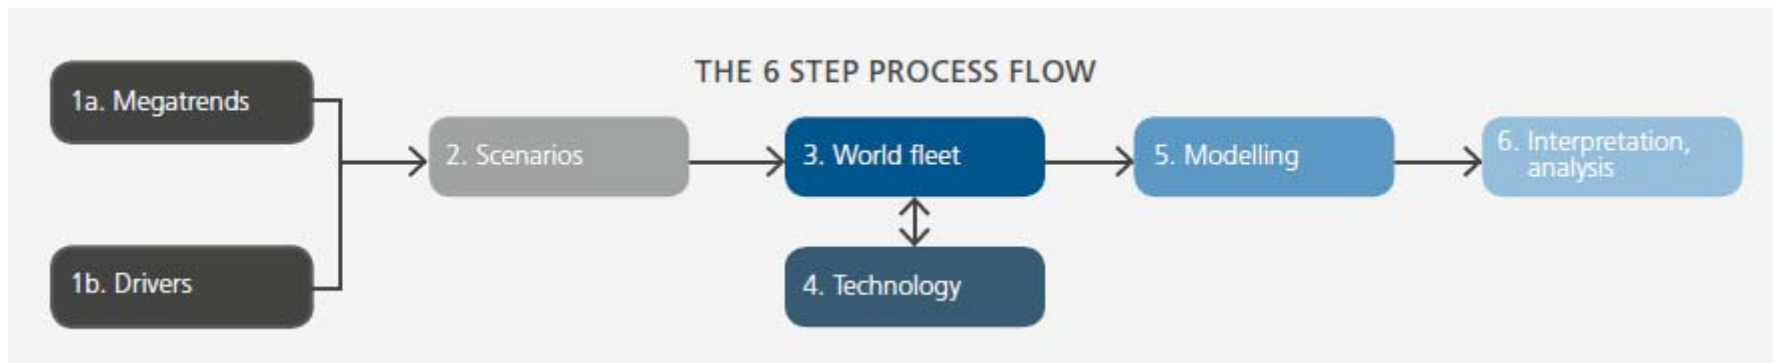 THE 6 STEP PROCESS FLOW
1a. Megatrends
1b. Drivers
2. Scenarios
3. World fleet
4. Technology
5. Modelling
6. Interpretation,
analysis